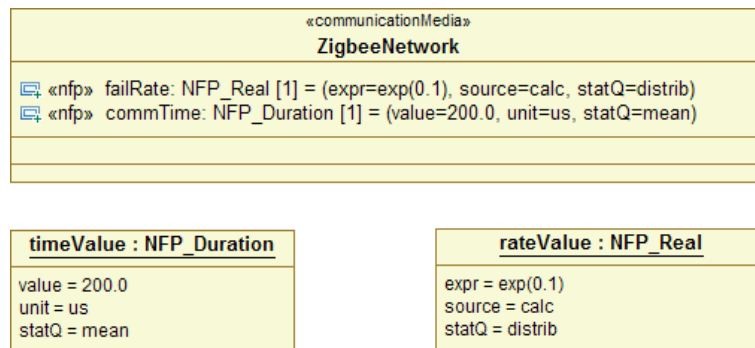 «communicationMedia»
ZigbeeNetwork
«nfp» failRate: NFP_Real [1] = (expr=exp(0.1), source=calc, statQ=distrib)
«nfp» commTime: NFP_Duration [1] = (value=200.0, unit=us, statQ=mean)
timeValue : NFP_Duration
value = 200.0
unit = us
statQ = mean
rateValue : NFP_Real
expr = exp(0.1)
source = calc
statQ = distrib